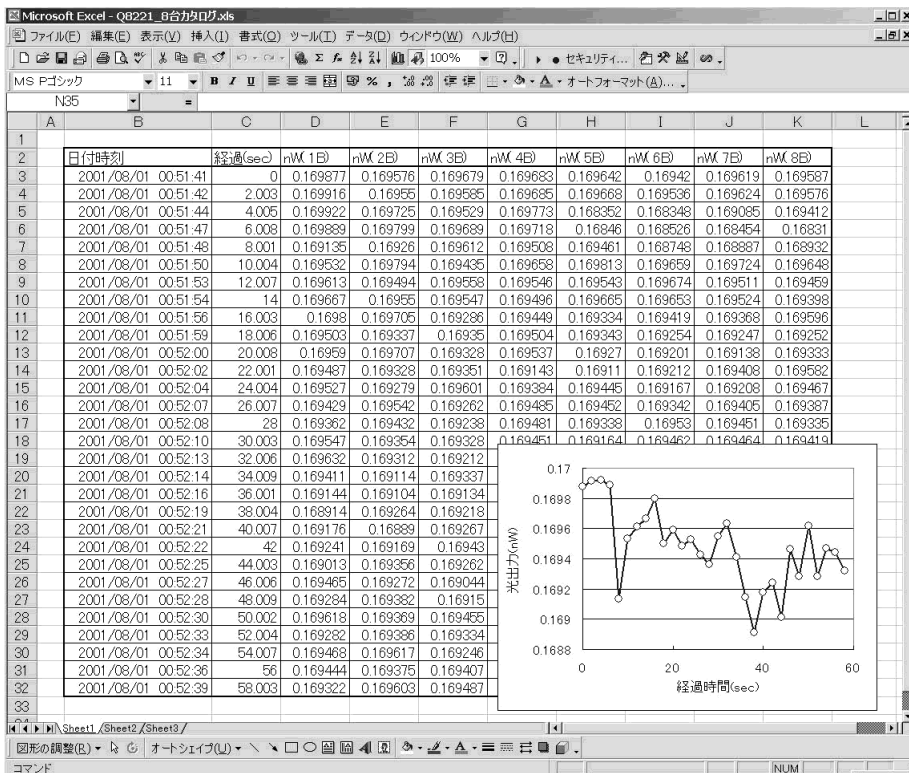 Microsoft Excel - Q8221_8台カタログ.xls
ファイル(F) 編集(E) 表示(V) 挿入(I) 書式(O) ツール(T) データ(D) ウィンドウ(W) ヘルプ(H)
100% セキュリティ...
MS Pゴシック 11 B I U % , オートフォーマット(A)...
N35 =
A B C D E F G H I J K L
1
2 日付時刻 経過(sec) nW( 1B) nW( 2B) nW( 3B) nW( 4B) nW( 5B) nW( 6B) nW( 7B) nW( 8B)
3 2001/08/01 00:51:41 0 0.169877 0.169576 0.169679 0.169683 0.169642 0.16942 0.169619 0.169587
4 2001/08/01 00:51:42 2.003 0.169916 0.16955 0.169585 0.169685 0.169668 0.169536 0.169624 0.169576
5 2001/08/01 00:51:44 4.005 0.169922 0.169725 0.169529 0.169773 0.168352 0.168348 0.169085 0.169412
6 2001/08/01 00:51:47 6.008 0.169889 0.169799 0.169689 0.169718 0.16846 0.168526 0.168454 0.16831
7 2001/08/01 00:51:48 8.001 0.169135 0.16926 0.169612 0.169508 0.169461 0.168748 0.168887 0.168932
8 2001/08/01 00:51:50 10.004 0.169532 0.169794 0.169435 0.169658 0.169813 0.169659 0.169724 0.169648
9 2001/08/01 00:51:53 12.007 0.169613 0.169494 0.169558 0.169546 0.169543 0.169674 0.169511 0.169459
10 2001/08/01 00:51:54 14 0.169667 0.16955 0.169547 0.169496 0.169665 0.169653 0.169524 0.169398
11 2001/08/01 00:51:56 16.003 0.1698 0.169705 0.169286 0.169449 0.169334 0.169419 0.169368 0.169596
12 2001/08/01 00:51:59 18.006 0.169503 0.169337 0.16935 0.169504 0.169343 0.169254 0.169247 0.169252
13 2001/08/01 00:52:00 20.008 0.16959 0.169707 0.169328 0.169537 0.16927 0.169201 0.169138 0.169333
14 2001/08/01 00:52:02 22.001 0.169487 0.169328 0.169351 0.169143 0.16911 0.169212 0.169408 0.169582
15 2001/08/01 00:52:04 24.004 0.169527 0.169279 0.169601 0.169384 0.169445 0.169167 0.169208 0.169467
16 2001/08/01 00:52:07 26.007 0.169429 0.169542 0.169262 0.169485 0.169452 0.169342 0.169405 0.169387
17 2001/08/01 00:52:08 28 0.169362 0.169432 0.169238 0.169481 0.169338 0.16953 0.169451 0.169335
18 2001/08/01 00:52:10 30.003 0.169547 0.169354 0.169328 0.169451 0.169164 0.169462 0.169464 0.169419
19 2001/08/01 00:52:13 32.006 0.169632 0.169312 0.169212
20 2001/08/01 00:52:14 34.009 0.169411 0.169114 0.169337
21 2001/08/01 00:52:16 36.001 0.169144 0.169104 0.169134
22 2001/08/01 00:52:19 38.004 0.168914 0.169264 0.169218
23 2001/08/01 00:52:21 40.007 0.169176 0.16889 0.169267
24 2001/08/01 00:52:22 42 0.169241 0.169169 0.16943
25 2001/08/01 00:52:25 44.003 0.169013 0.169356 0.169262
26 2001/08/01 00:52:27 46.006 0.169465 0.169272 0.169044
27 2001/08/01 00:52:28 48.009 0.169284 0.169382 0.16915
28 2001/08/01 00:52:30 50.002 0.169618 0.169369 0.169455
29 2001/08/01 00:52:33 52.004 0.169282 0.169386 0.169334
30 2001/08/01 00:52:34 54.007 0.169468 0.169617 0.169246
31 2001/08/01 00:52:36 56 0.169444 0.169375 0.169407
32 2001/08/01 00:52:39 58.003 0.169322 0.169603 0.169487
33
0.17
0.1698
0.1696
0.1694
0.1692
0.169
0.1688
光出力(nW)
0 20 40 60
経過時間(sec)
Sheet1 Sheet2 Sheet3
図形の調整(R) オートシェイプ(U)
コマンド NUM